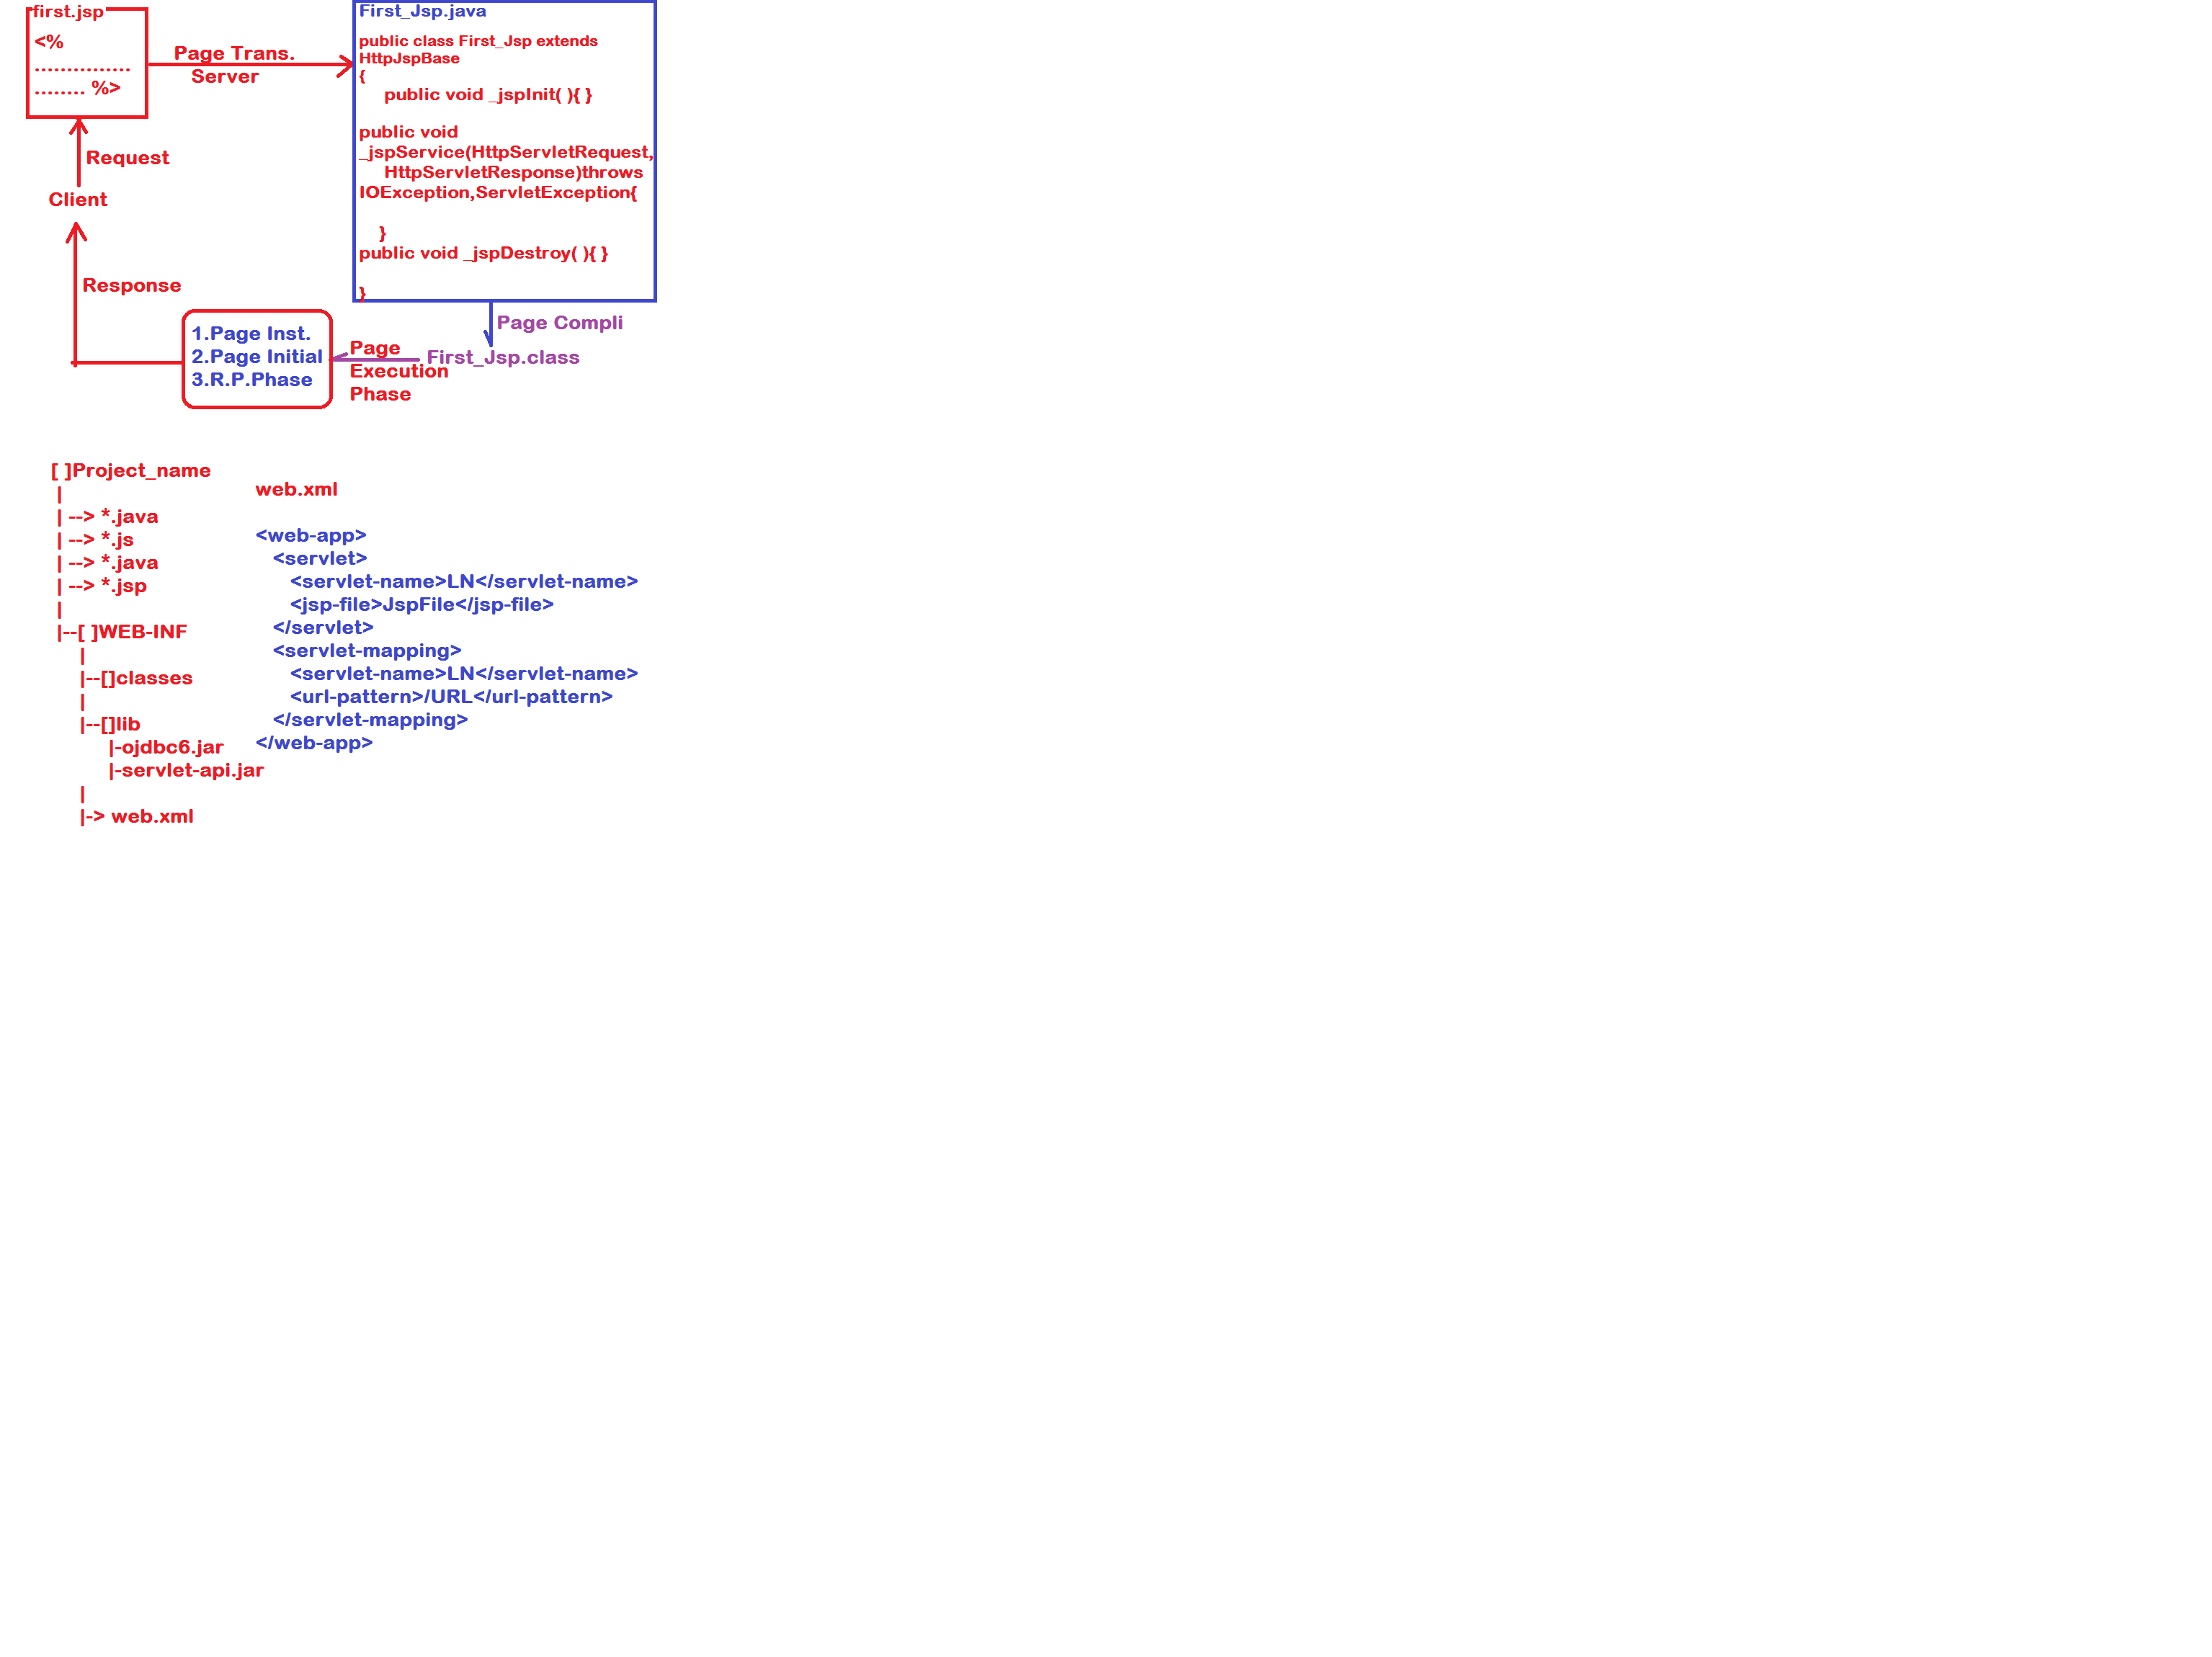 first.jsp
<%
...............
........ %>
Page Trans.
Server
First_Jsp.java
public class First_Jsp extends
HttpJspBase
{
public void _jspInit( ){ }
public void
_jspService(HttpServletRequest,
HttpServletResponse)throws
IOException,ServletException{
}
public void _jspDestroy( ){ }
}
Request
Client
Response
1.Page Inst.
2.Page Initial
3.R.P.Phase
Page
Execution
Phase
Page Compli
First_Jsp.class
[ ]Project_name
|
| --> *.java
| --> *.js
| --> *.java
| --> *.jsp
|
|--[ ]WEB-INF
|
|--[]classes
|
|--[]lib
|-ojdbc6.jar
|-servlet-api.jar
|
|-> web.xml
web.xml
<web-app>
<servlet>
<servlet-name>LN</servlet-name>
<jsp-file>JspFile</jsp-file>
</servlet>
<servlet-mapping>
<servlet-name>LN</servlet-name>
<url-pattern>/URL</url-pattern>
</servlet-mapping>
</web-app>